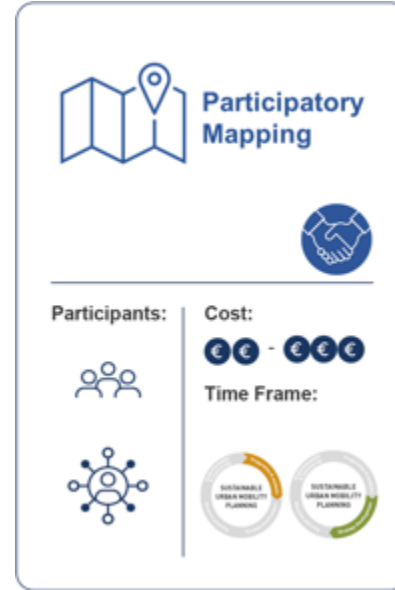 Participatory
Mapping
Participants:
Cost:
€€ - €€€
Time Frame:
SUSTAINABLE
URBAN MOBILITY
PLANNING
SUSTAINABLE
URBAN MOBILITY
PLANNING